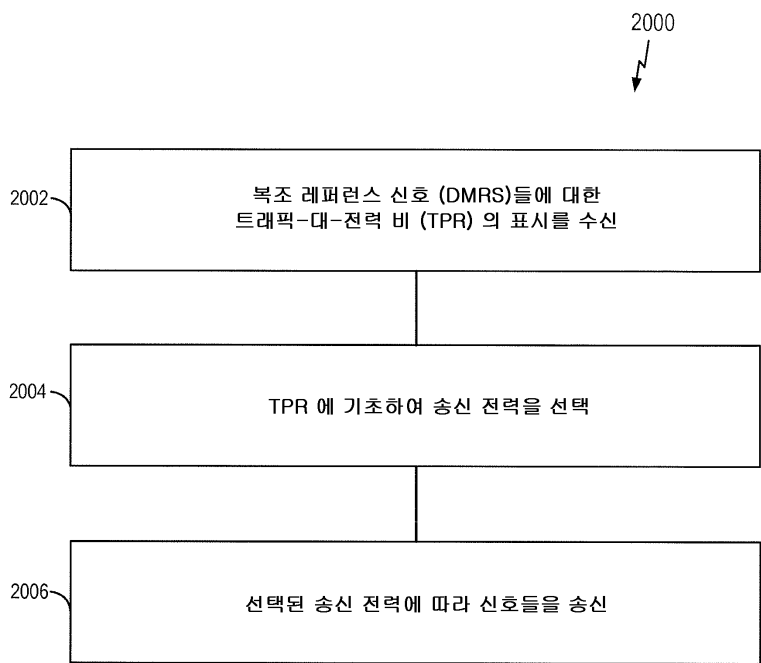 2000
2002
복조 레퍼런스 신호 (DMRS)들에 대한
트래픽-대-전력 비 (TPR) 의 표시를 수신
2004
TPR 에 기초하여 송신 전력을 선택
2006
선택된 송신 전력에 따라 신호들을 송신